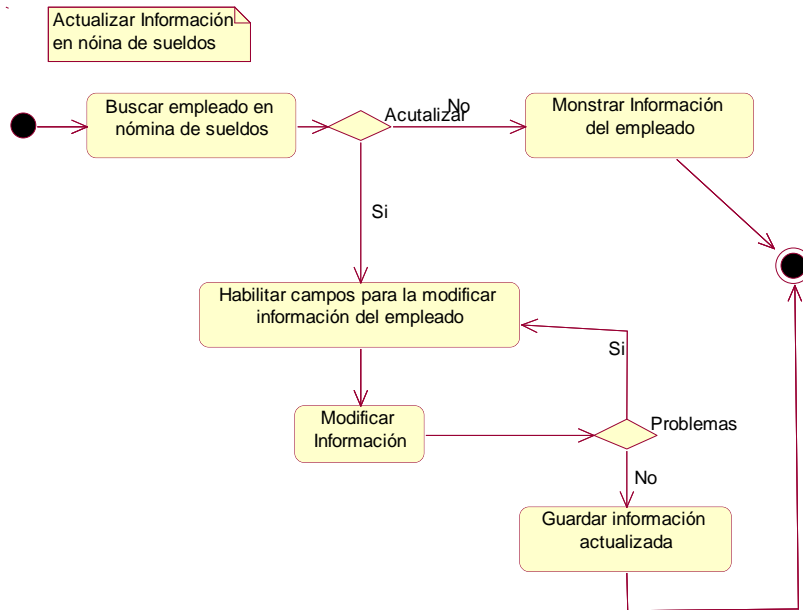 Actualizar Información
en nóina de sueldos
Buscar empleado en
nómina de sueldos
Acutalizar
No
Monstrar Información
del empleado
Si
Habilitar campos para la modificar
información del empleado
Si
Modificar
Información
Problemas
No
Guardar información
actualizada